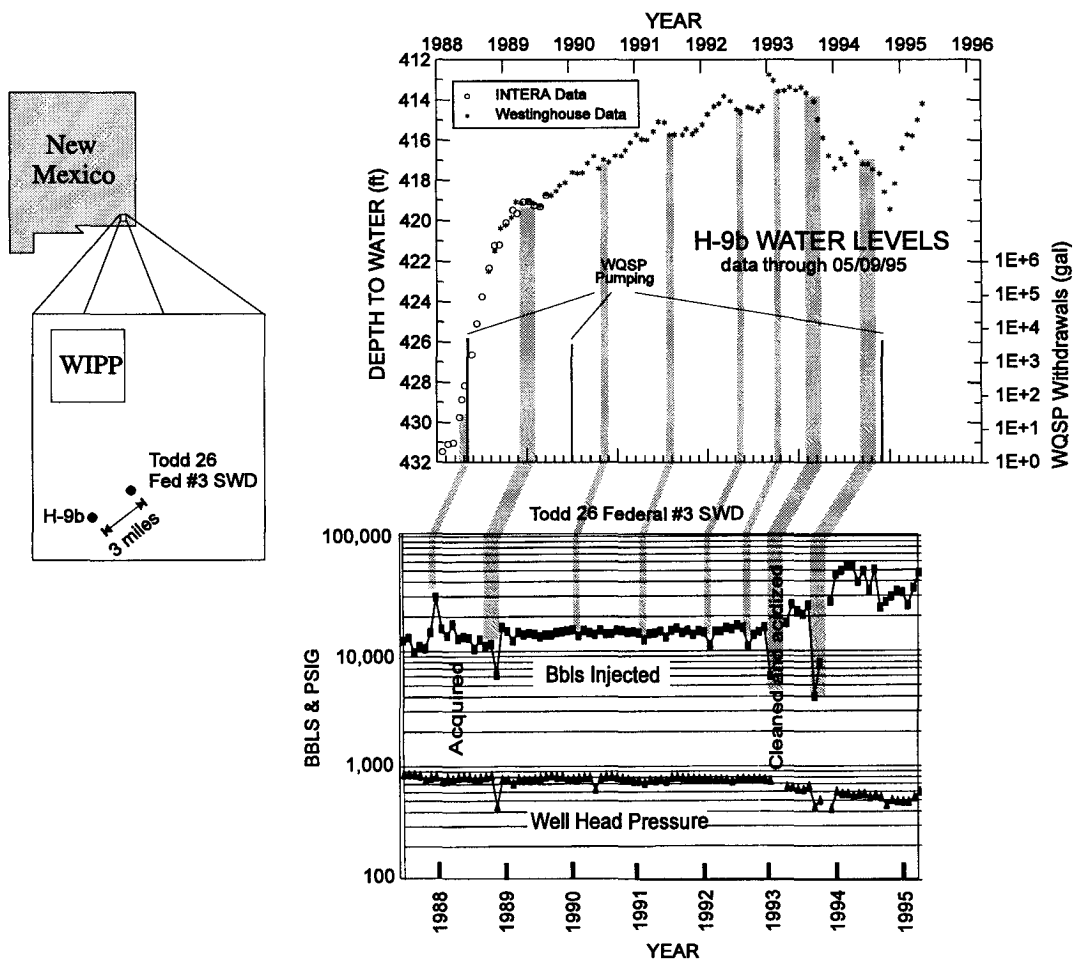 New
Mexico
WIPP
Todd 26
Fed #3 SWD
H-9b
3 miles
YEAR
1988 1989 1990 1991 1992 1993 1994 1995 1996
412
414
416
418
420
422
424
426
428
430
432
DEPTH TO WATER (ft)
INTERA Data
Westinghouse Data
H-9b WATER LEVELS
data through 05/09/95
WQSP
Pumping
1E+6
1E+5
1E+4
1E+3
1E+2
1E+1
1E+0
WQSP Withdrawals (gal)
Todd 26 Federal #3 SWD
100,000
10,000
1,000
100
BBLS & PSIG
Acquired
Bbls Injected
Cleaned and acidized
Well Head Pressure
1988 1989 1990 1991 1992 1993 1994 1995
YEAR